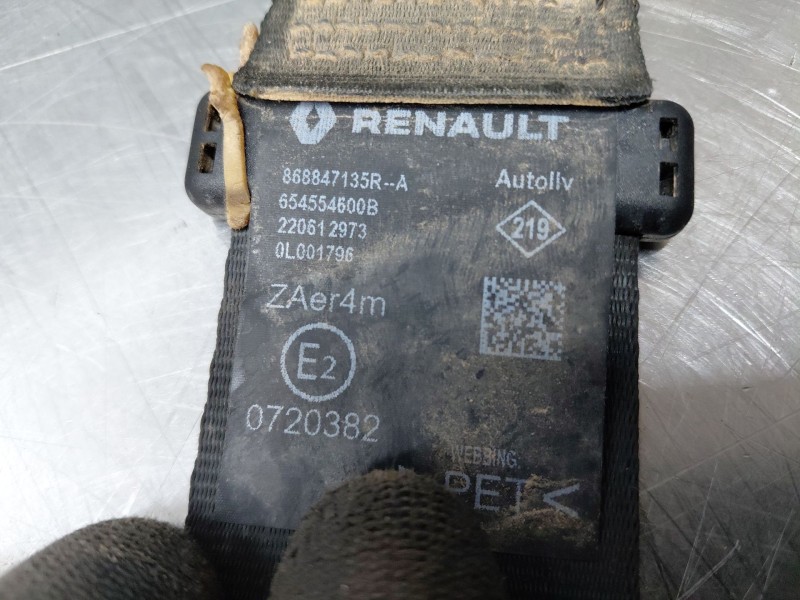 RENAULT
868847135R--A
Autoliv
654554600B
220612973
219
0L001796
ZAer4m
E2
0720382
WEBBING
PET<